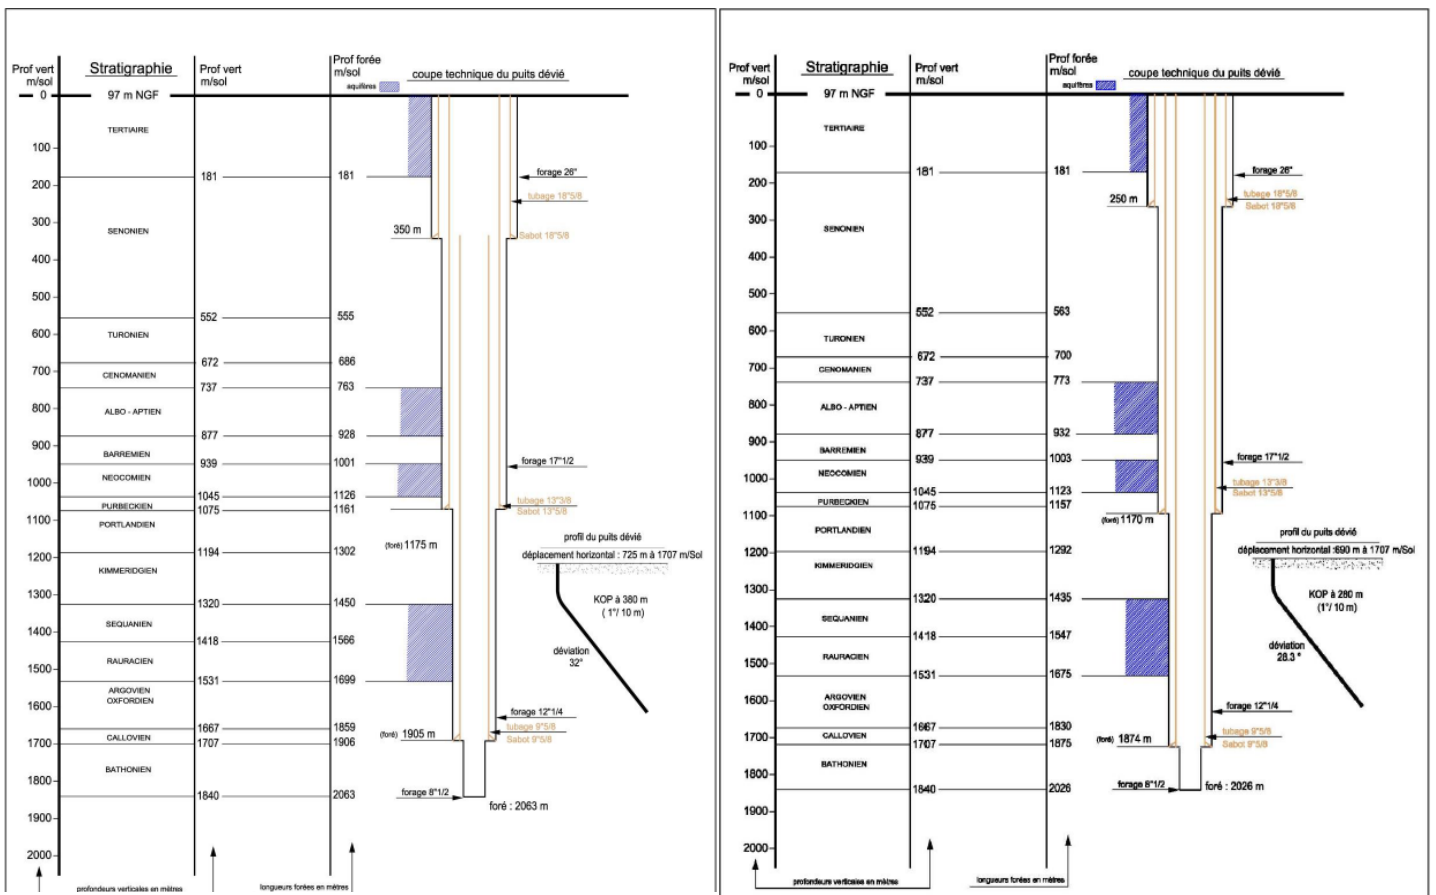 Prof vert
m/sol
Stratigraphie
Prof vert
m/sol
Prof forée
m/sol
aquifères
coupe technique du puits dévié
0
97 m NGF
TERTIAIRE
100
181
181
forage 26"
200
tubage 18"5/8
SENONIEN
350 m
Sabot 18"5/8
300
400
500
552
555
600
TURONIEN
672
686
700
CENOMANIEN
737
763
800
ALBO - APTIEN
877
928
900
BARREMIEN
939
1001
forage 17"1/2
NEOCOMIEN
1000
1045
1126
PURBECKIEN
tubage 13"3/8
1075
1161
Sabot 13"5/8
1100
PORTLANDIEN
(foré) 1175 m
profil du puits dévié
1194
1302
déplacement horizontal : 725 m à 1707 m/Sol
1200
KIMMERIDGIEN
KOP à 380 m
(1°/ 10 m)
1300
1320
1450
SEQUANIEN
1400
1418
1566
déviation
32°
RAURACIEN
1500
1531
1699
ARGOVIEN
OXFORDIEN
1600
forage 12"1/4
1667
1859
tubage 9"5/8
CALLOVIEN
(foré) 1905 m
Sabot 9"5/8
1700
1707
1906
BATHONIEN
1800
forage 8"1/2
1840
2063
foré : 2063 m
1900
2000
profondeurs verticales en mètres
longueurs forées en mètres
Prof vert
m/sol
Stratigraphie
Prof vert
m/sol
Prof forée
m/sol
aquifères
coupe technique du puits dévié
0
97 m NGF
TERTIAIRE
100
181
181
forage 26"
200
250 m
tubage 18"5/8
Sabot 18"5/8
SENONIEN
300
400
500
552
563
600
TURONIEN
672
700
700
CENOMANIEN
737
773
800
ALBO - APTIEN
877
932
900
BARREMIEN
939
1003
forage 17"1/2
NEOCOMIEN
1000
tubage 13"3/8
1045
1123
Sabot 13"5/8
PURBECKIEN
1075
1157
1100
(foré) 1170 m
PORTLANDIEN
profil du puits dévié
1194
1292
déplacement horizontal :690 m à 1707 m/Sol
1200
KIMMERIDGIEN
KOP à 280 m
(1°/ 10 m)
1300
1320
1435
SEQUANIEN
1400
1418
1547
déviation
28.3 °
RAURACIEN
1500
1531
1675
ARGOVIEN
OXFORDIEN
1600
forage 12"1/4
1667
1830
tubage 9"5/8
CALLOVIEN
1700
1707
1875
(foré) 1874 m
Sabot 9"5/8
BATHONIEN
1800
1840
2026
forage 8"1/2
foré : 2026 m
1900
2000
profondeurs verticales en mètres
longueurs forées en mètres